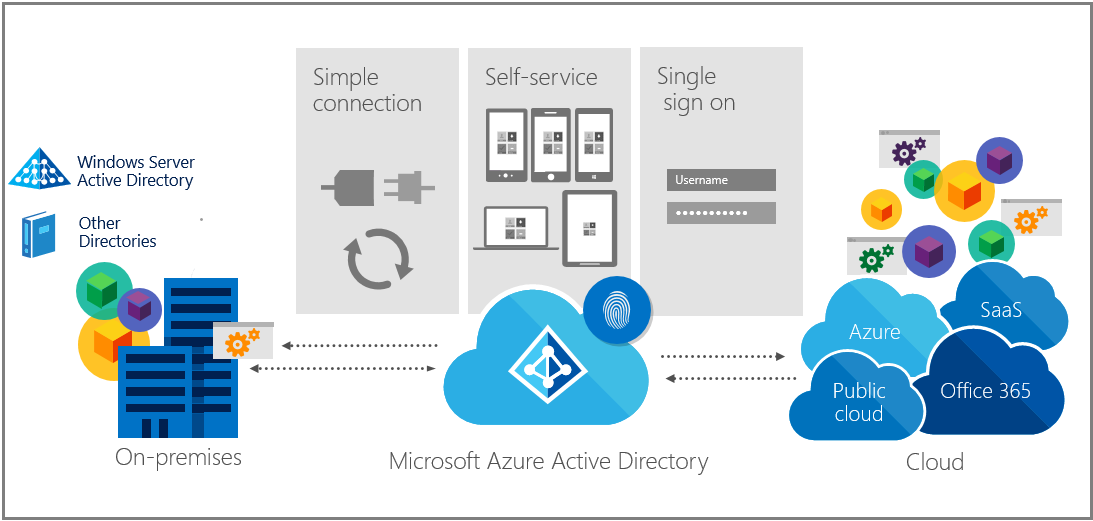 Simple
connection
Self-service
Single
sign on
Username
Windows Server
Active Directory
Other
Directories
SaaS
Azure
Public
cloud
Office 365
On-premises
Microsoft Azure Active Directory
Cloud